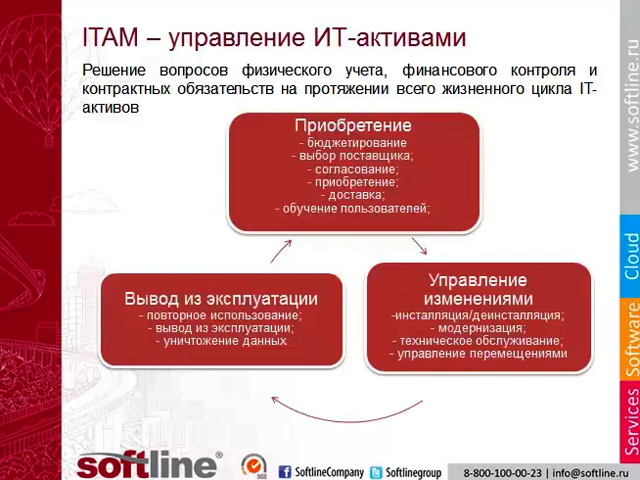 ITAM – управление ИТ-активами
Решение вопросов физического учета, финансового контроля и
контрактных обязательств на протяжении всего жизненного цикла IT-
активов
Приобретение
- бюджетирование
- выбор поставщика;
- согласование;
- приобретение;
- доставка;
- обучение пользователей;
Вывод из эксплуатации
- повторное использование;
- вывод из эксплуатации;
- уничтожение данных
Управление
изменениями
-инсталляция/деинсталляция;
- модернизация;
- техническое обслуживание;
- управление перемещениями
www.softline.ru
Cloud
Software
Services
softline®
SGS
SoftlineCompany
Softlinegroup
8-800-100-00-23 | info@softline.ru